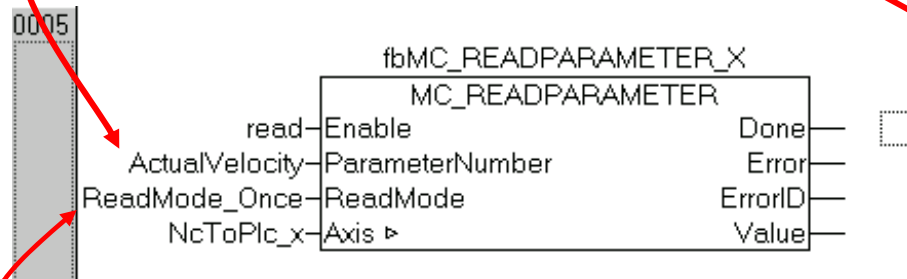 0005
fbMC_READPARAMETER_X
MC_READPARAMETER
read Enable Done
ActualVelocity ParameterNumber Error
ReadMode_Once ReadMode ErrorID
NcToPlc_x Axis ▹ Value